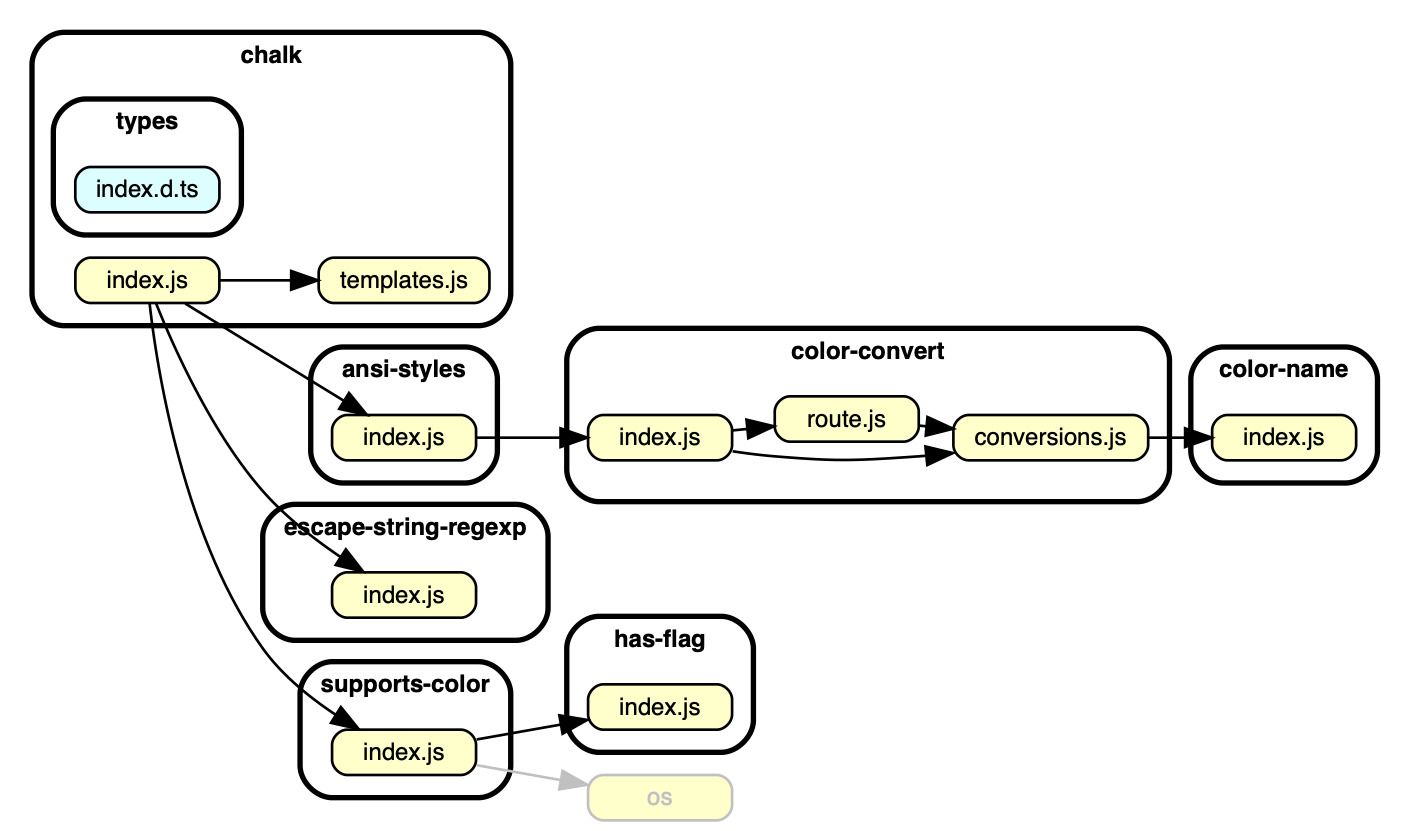 chalk
types
index.d.ts
index.js
templates.js
ansi-styles
index.js
color-convert
index.js
route.js
conversions.js
color-name
index.js
escape-string-regexp
index.js
supports-color
index.js
has-flag
index.js
os